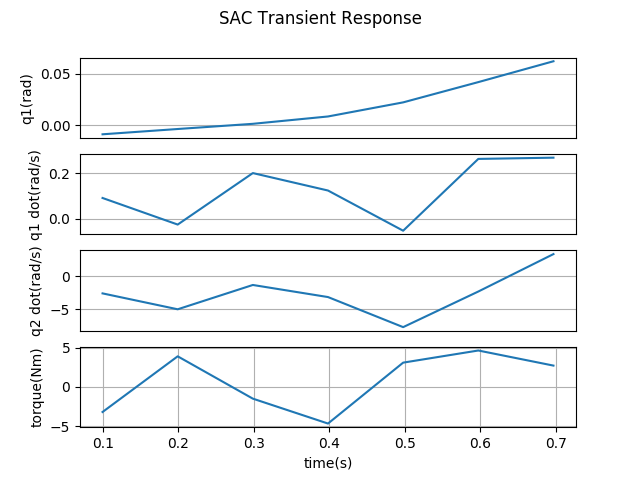 SAC Transient Response
q1(rad)
0.05
0.00
q1 dot(rad/s)
0.2
0.0
q2 dot(rad/s)
0
−5
torque(Nm)
5
0
−5
0.1 0.2 0.3 0.4 0.5 0.6 0.7
time(s)